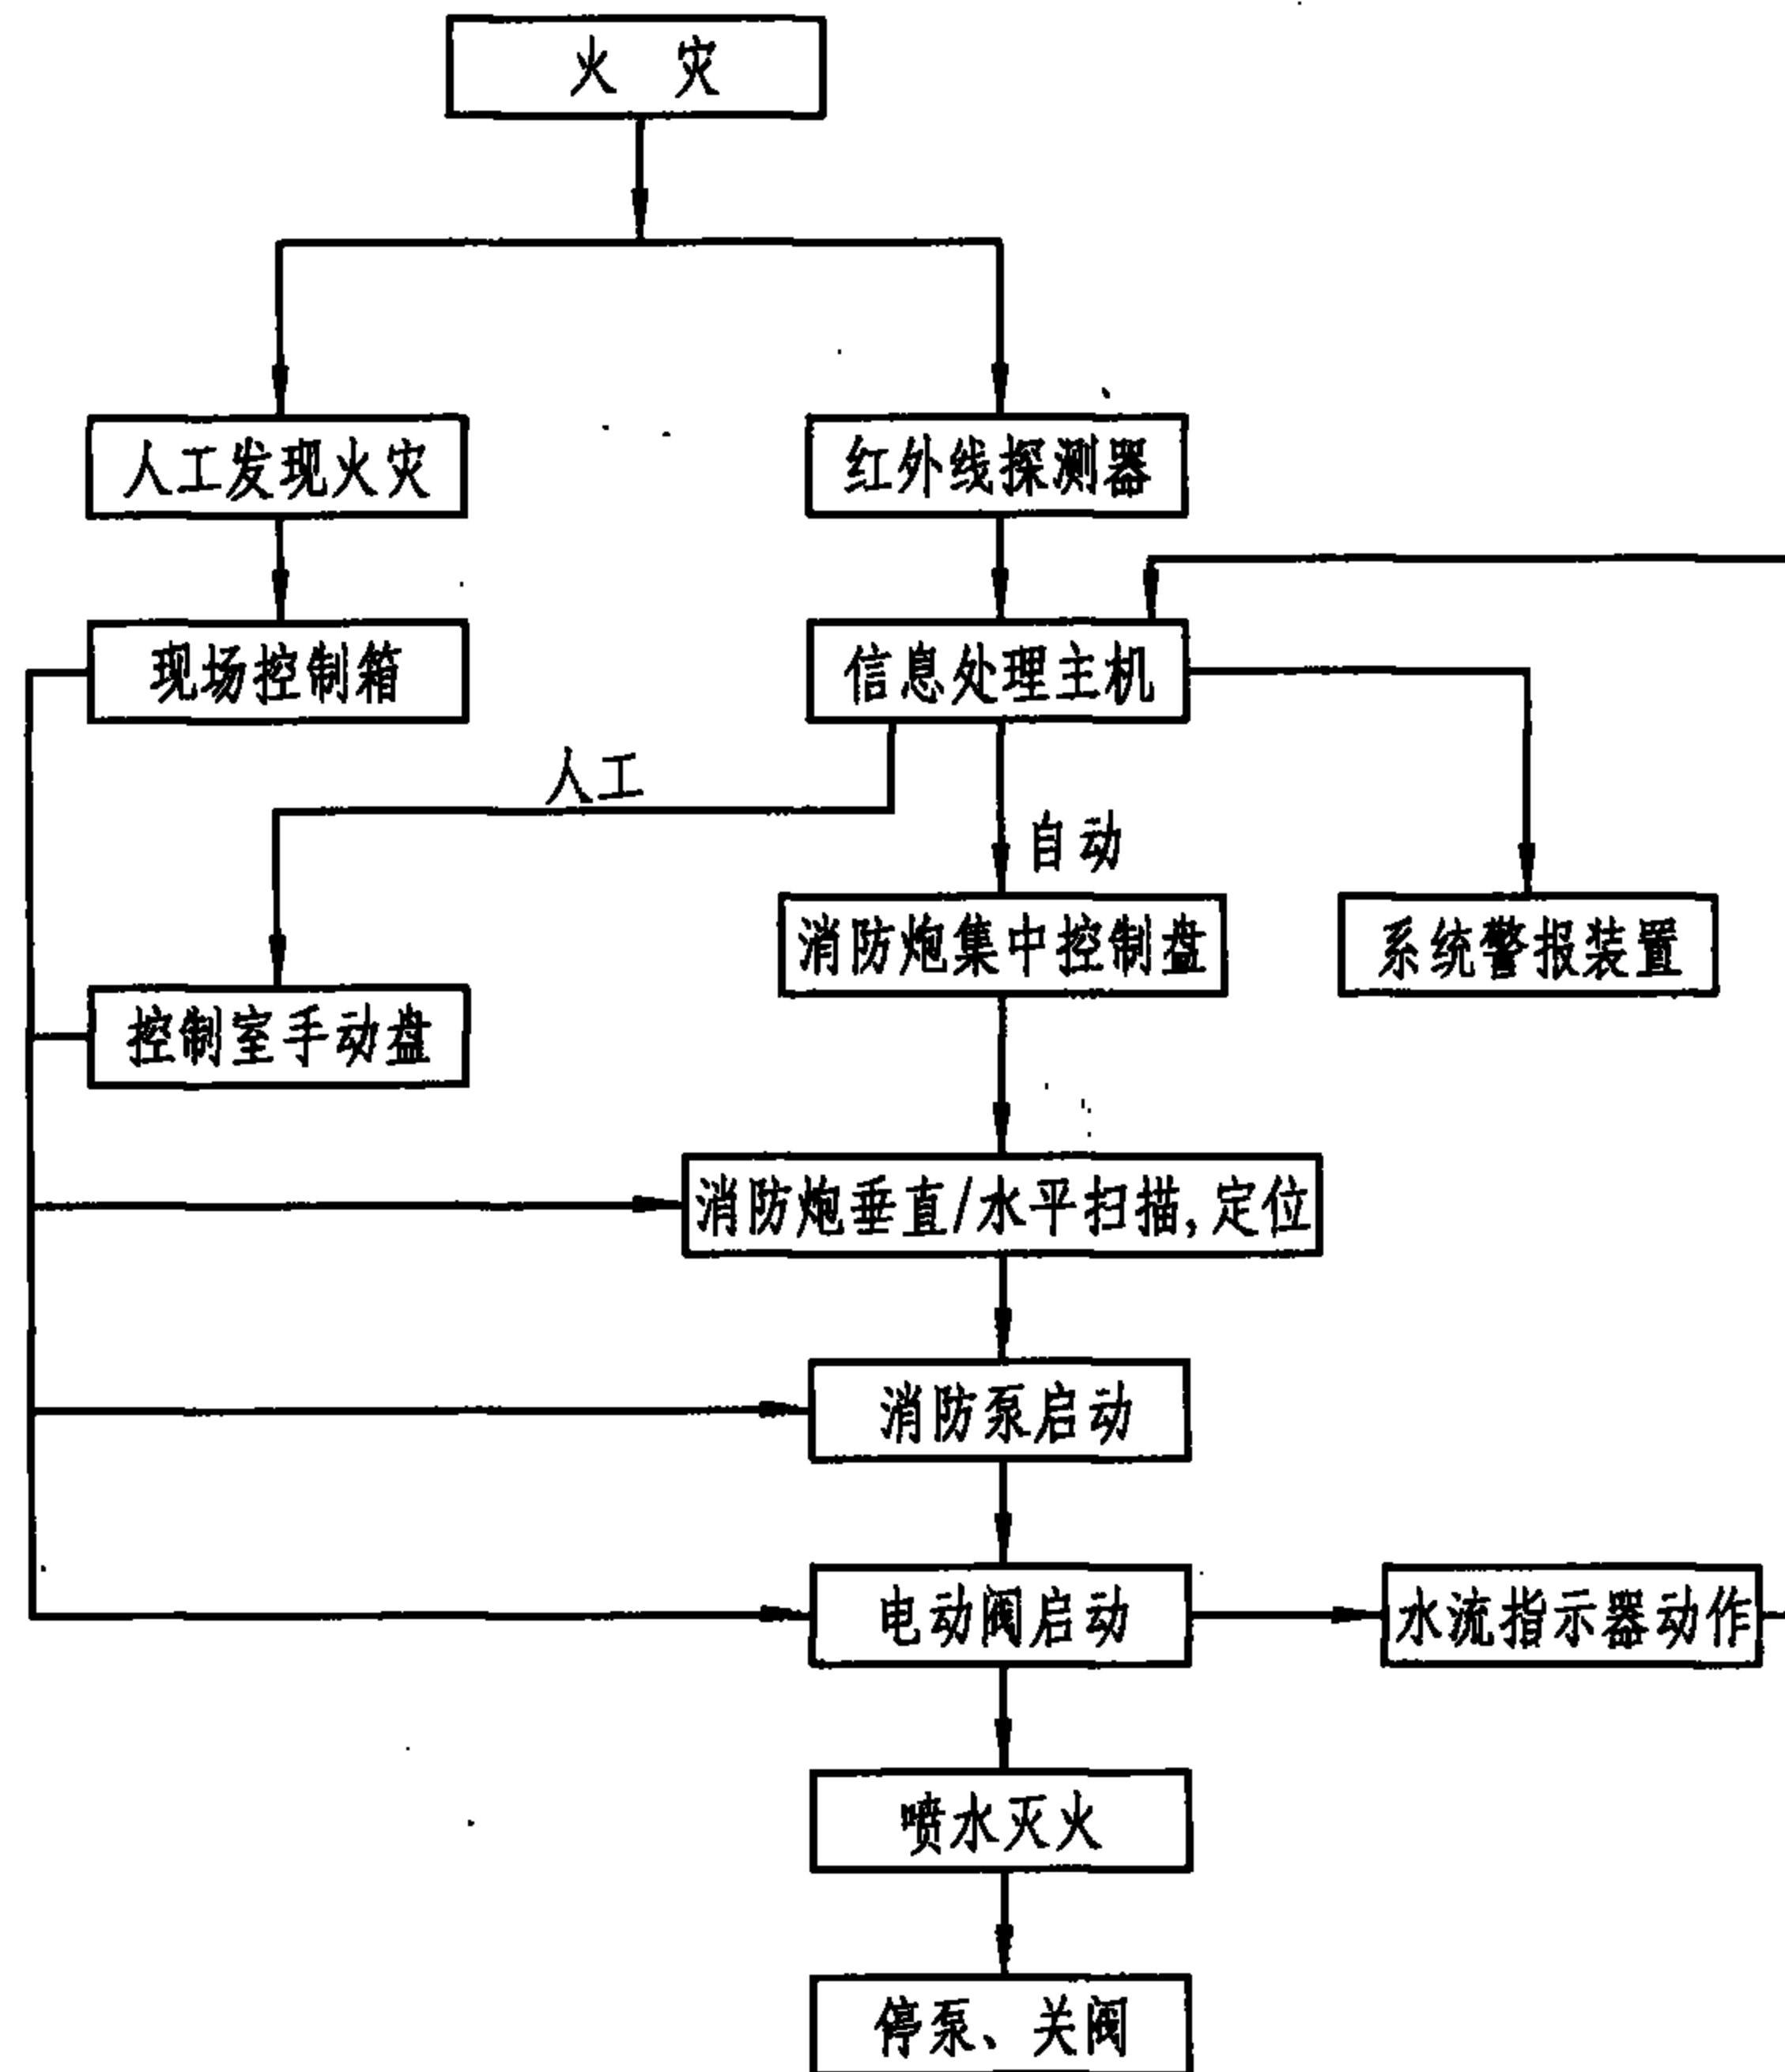 火 灾
人工发现火灾
红外线探测器
现场控制箱
信息处理主机
人工
自动
消防炮集中控制盘
系统警报装置
控制室手动盘
消防炮垂直/水平扫描,定位
消防泵启动
电动阀启动
水流指示器动作
喷水灭火
停泵、关阀